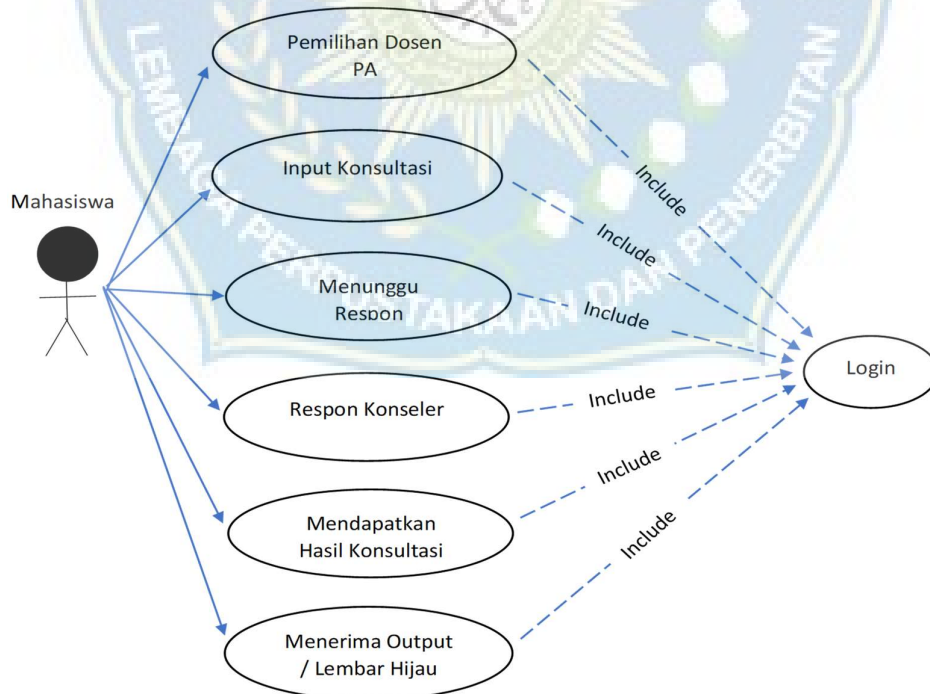 Pemilihan Dosen
PA
Input Konsultasi
Mahasiswa
Menunggu
Respon
Respon Konseler
Mendapatkan
Hasil Konsultasi
Menerima Output
/ Lembar Hijau
Include
Include
Include
Include
Include
Include
Login
LEMBAGA PERPUSTAKAAN DAN PENERBITAN